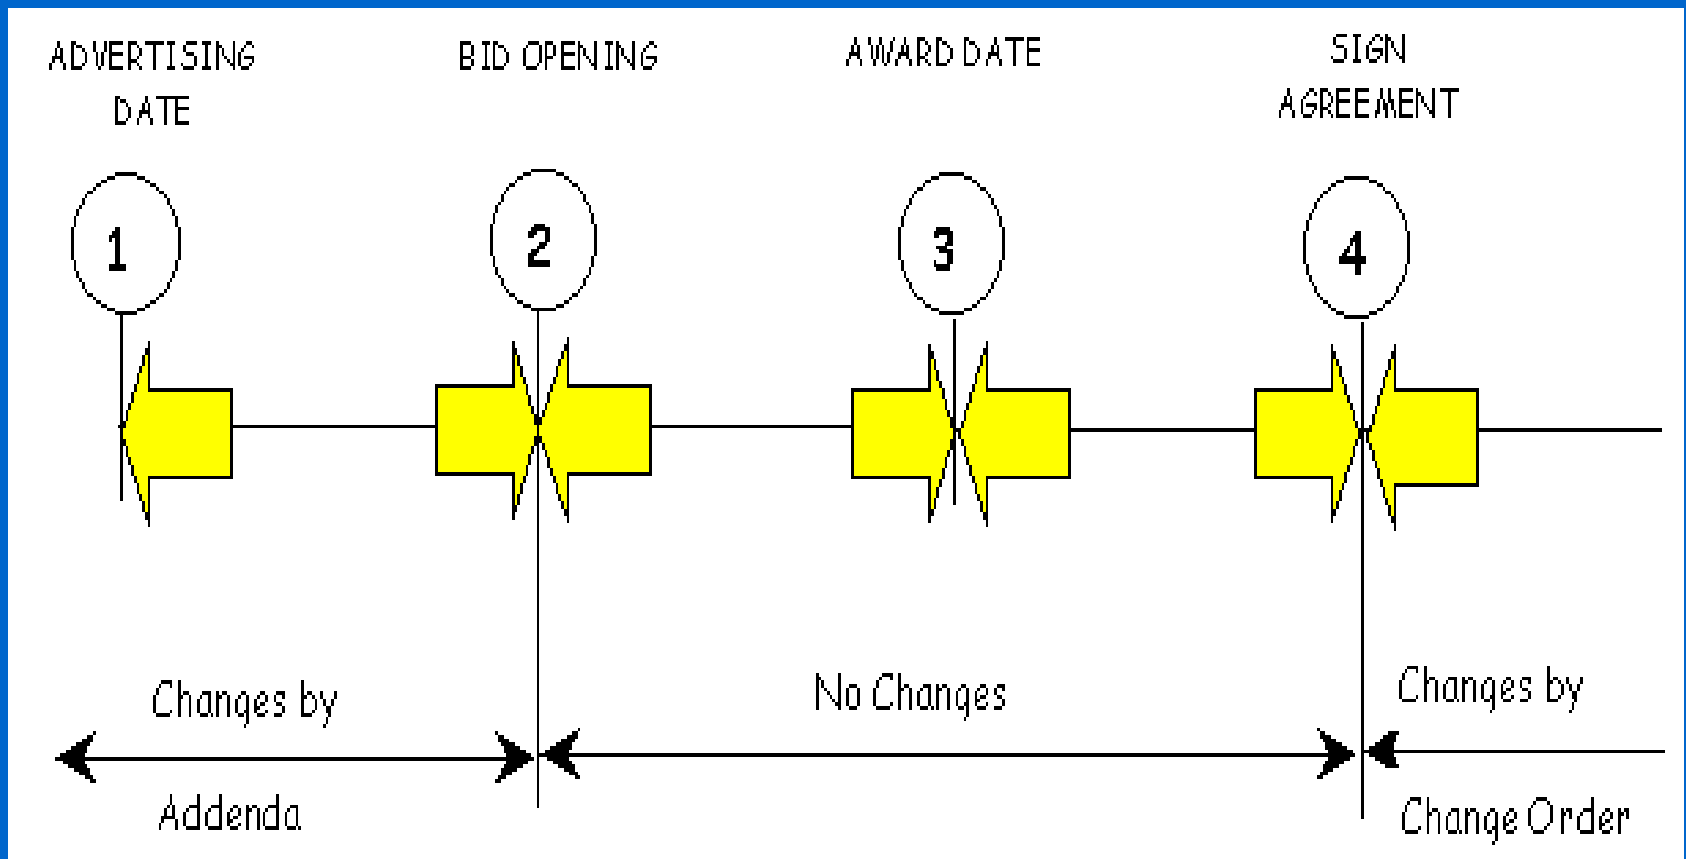 ADVERTISING
DATE
BID OPENING
AWARD DATE
SIGN
AGREEMENT
1
2
3
4
Changes by
Addenda
No Changes
Changes by
Change Order